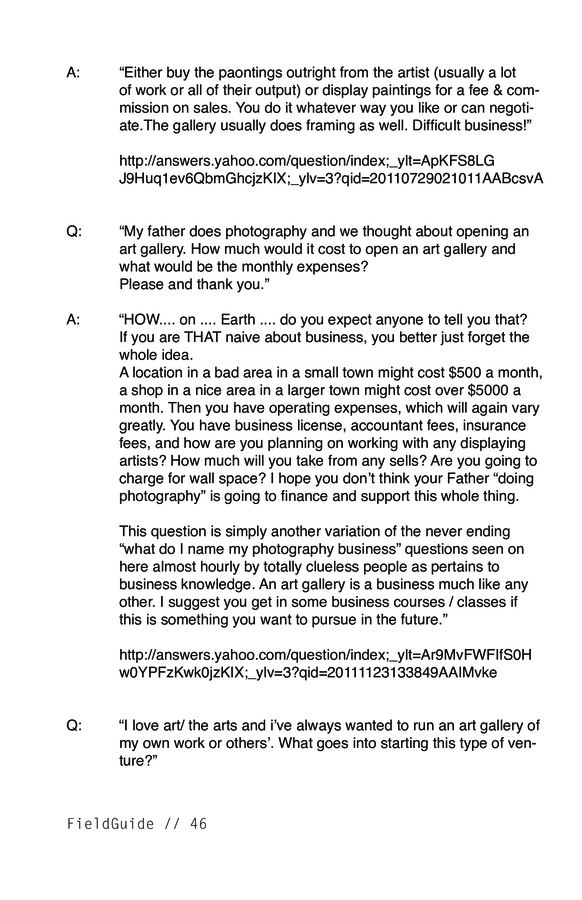 A: “Either buy the paontings outright from the artist (usually a lot
of work or all of their output) or display paintings for a fee & com-
mission on sales. You do it whatever way you like or can negoti-
ate.The gallery usually does framing as well. Difficult business!”
http://answers.yahoo.com/question/index;_ylt=ApKFS8LG
J9Huq1ev6QbmGhcjzKIX;_ylv=3?qid=20110729021011AABcsvA
Q: “My father does photography and we thought about opening an
art gallery. How much would it cost to open an art gallery and
what would be the monthly expenses?
Please and thank you.”
A: “HOW.... on .... Earth .... do you expect anyone to tell you that?
If you are THAT naive about business, you better just forget the
whole idea.
A location in a bad area in a small town might cost $500 a month,
a shop in a nice area in a larger town might cost over $5000 a
month. Then you have operating expenses, which will again vary
greatly. You have business license, accountant fees, insurance
fees, and how are you planning on working with any displaying
artists? How much will you take from any sells? Are you going to
charge for wall space? I hope you don’t think your Father “doing
photography” is going to finance and support this whole thing.
This question is simply another variation of the never ending
“what do I name my photography business” questions seen on
here almost hourly by totally clueless people as pertains to
business knowledge. An art gallery is a business much like any
other. I suggest you get in some business courses / classes if
this is something you want to pursue in the future.”
http://answers.yahoo.com/question/index;_ylt=Ar9MvFWFIfS0H
w0YPFzKwk0jzKIX;_ylv=3?qid=20111123133849AAIMvke
Q: “I love art/ the arts and i’ve always wanted to run an art gallery of
my own work or others’. What goes into starting this type of ven-
ture?”
FieldGuide // 46